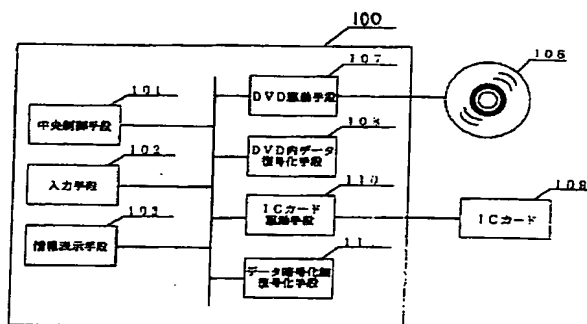 100
101
中央制御手段
102
入力手段
103
情報表示手段
107
DVD駆動手段
108
DVD内データ
復号化手段
110
ICカード
駆動手段
11
データ暗号化鍵
復号化手段
106
109
ICカード